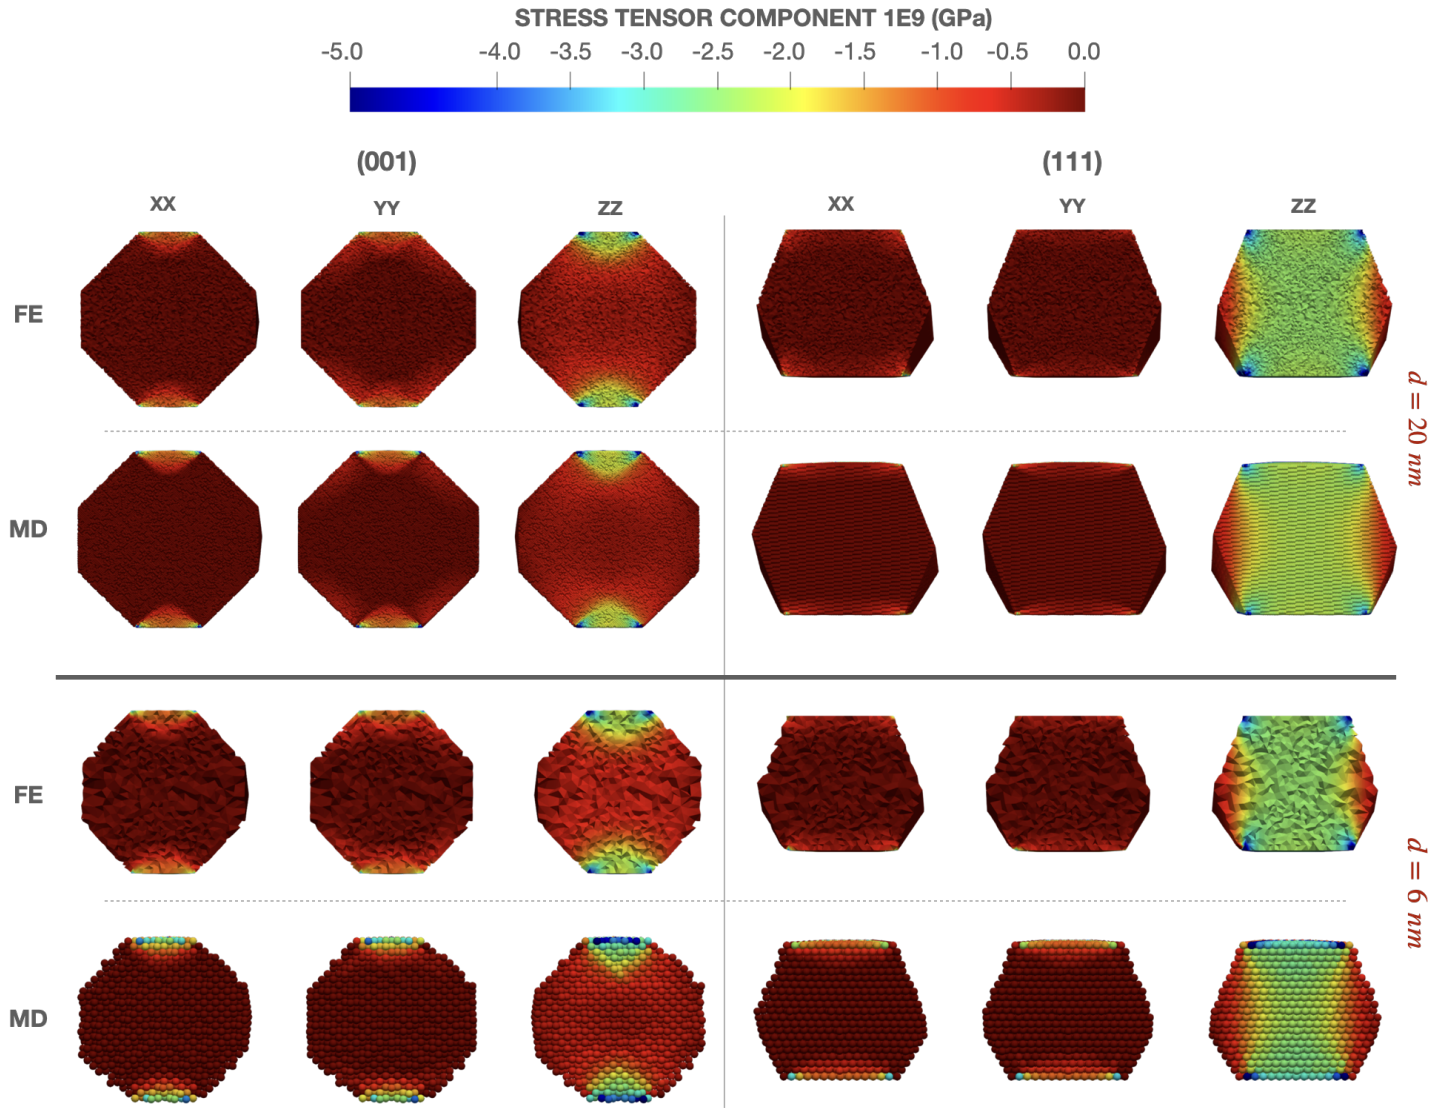 STRESS TENSOR COMPONENT 1E9 (GPa)
-5.0 -4.0 -3.5 -3.0 -2.5 -2.0 -1.5 -1.0 -0.5 0.0
(001) (111)
XX YY ZZ XX YY ZZ
FE
d = 20 nm
MD
FE
d = 6 nm
MD